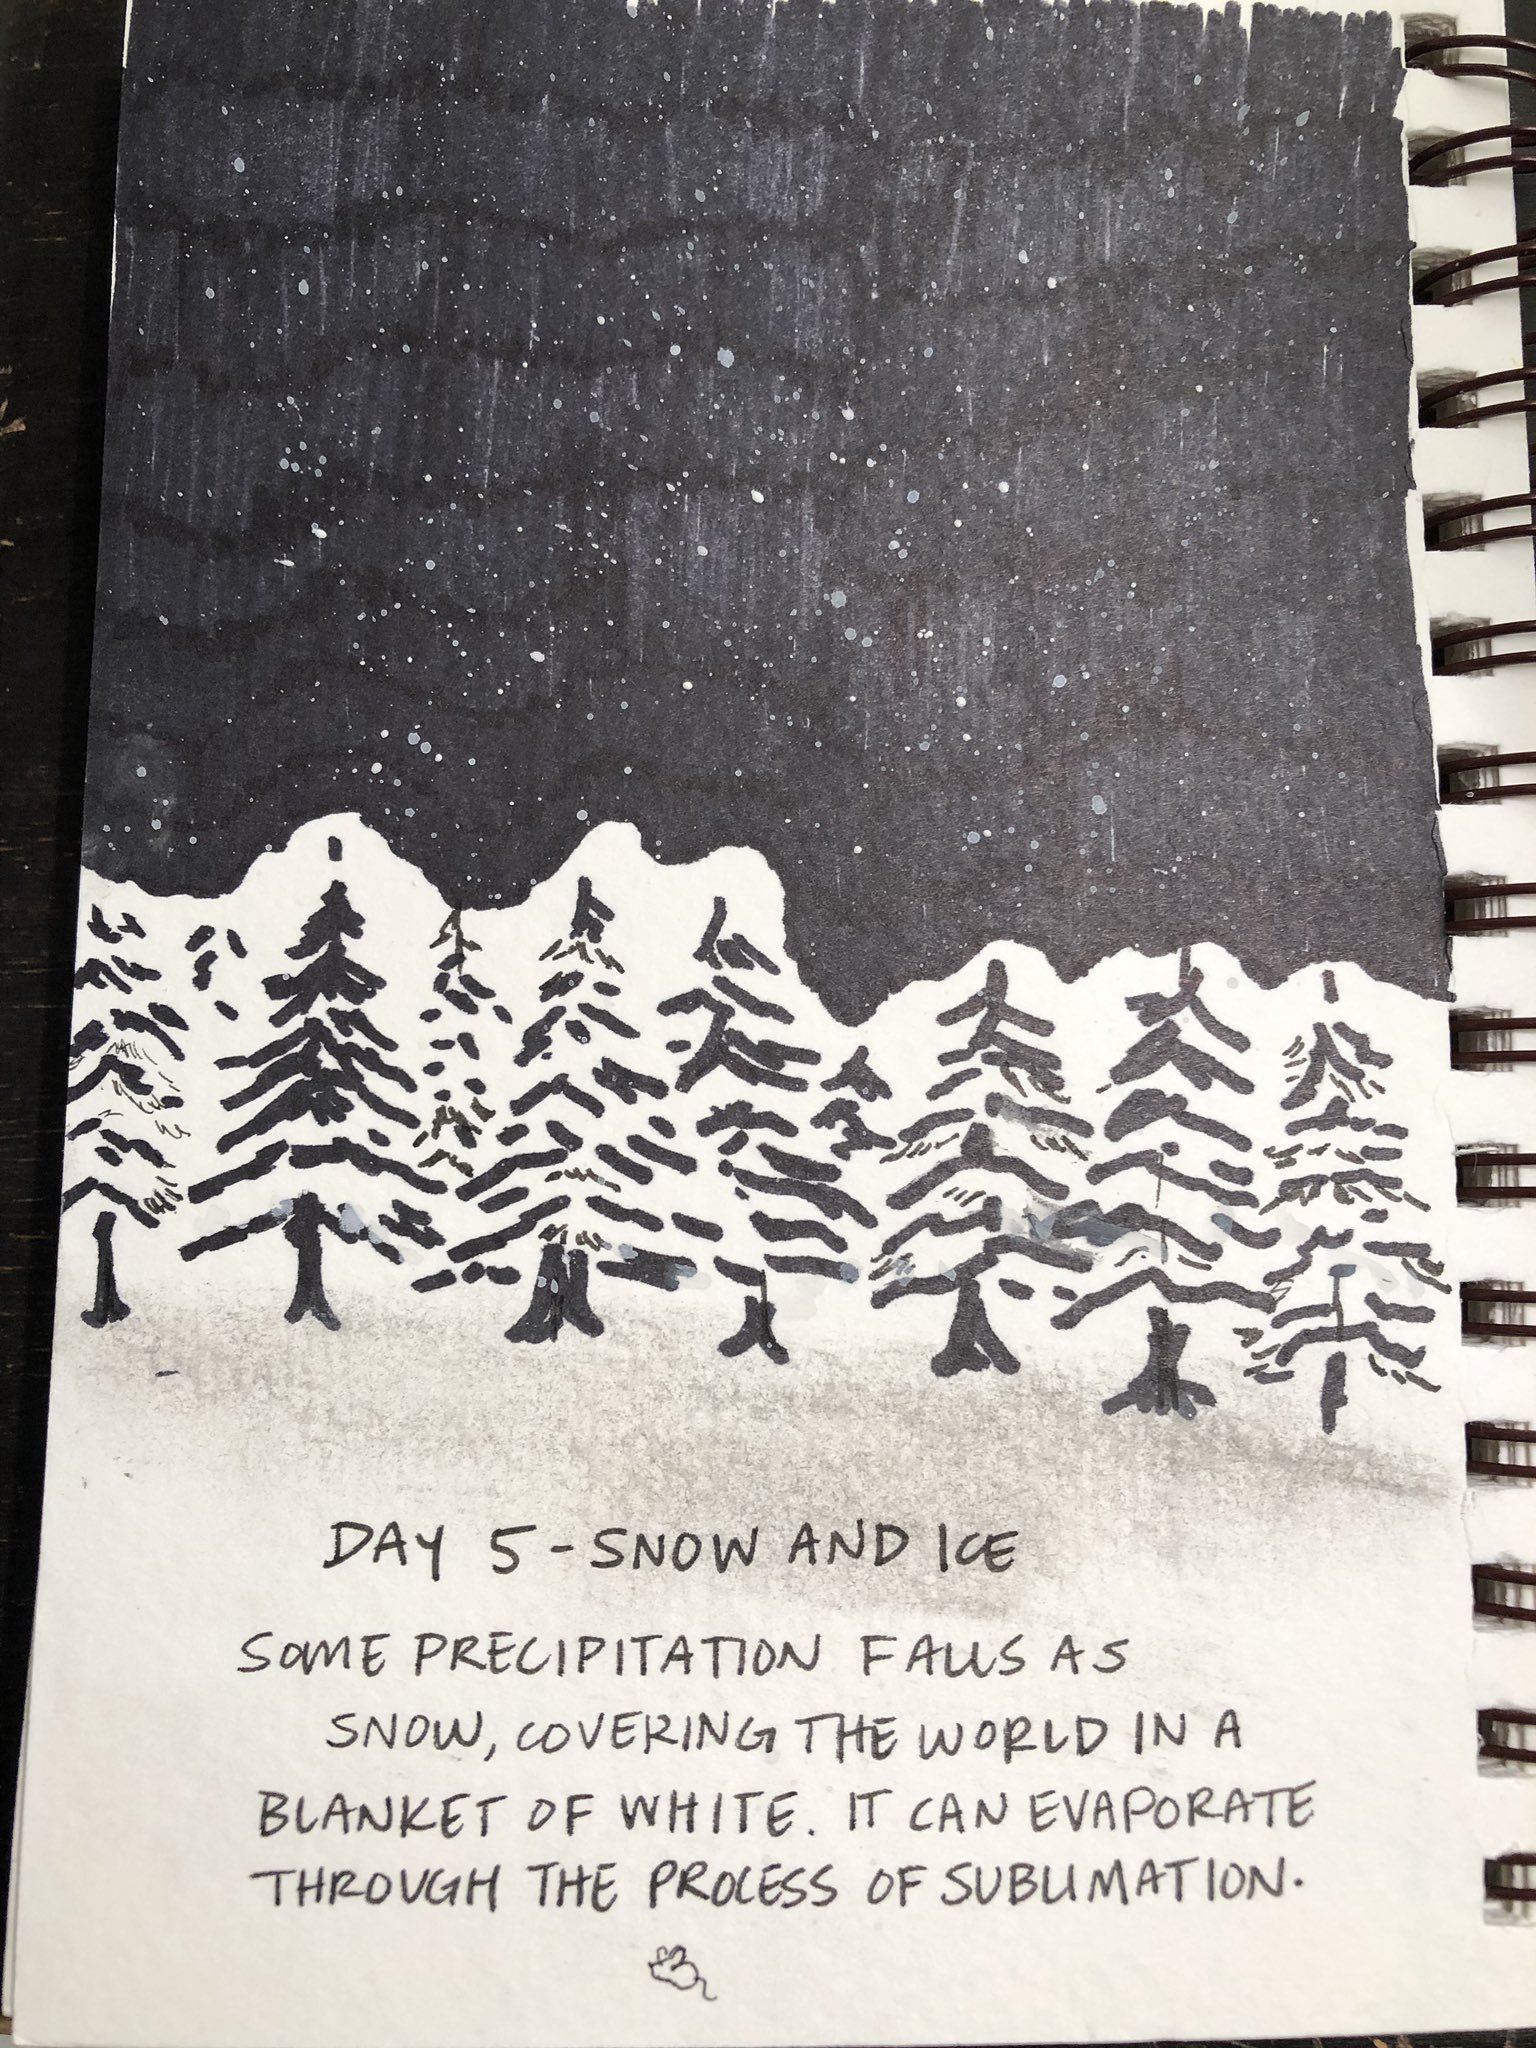 DAY 5 - SNOW AND ICE
SOME PRECIPITATION FALLS AS
SNOW, COVERING THE WORLD IN A
BLANKET OF WHITE. IT CAN EVAPORATE
THROUGH THE PROCESS OF SUBLIMATION.